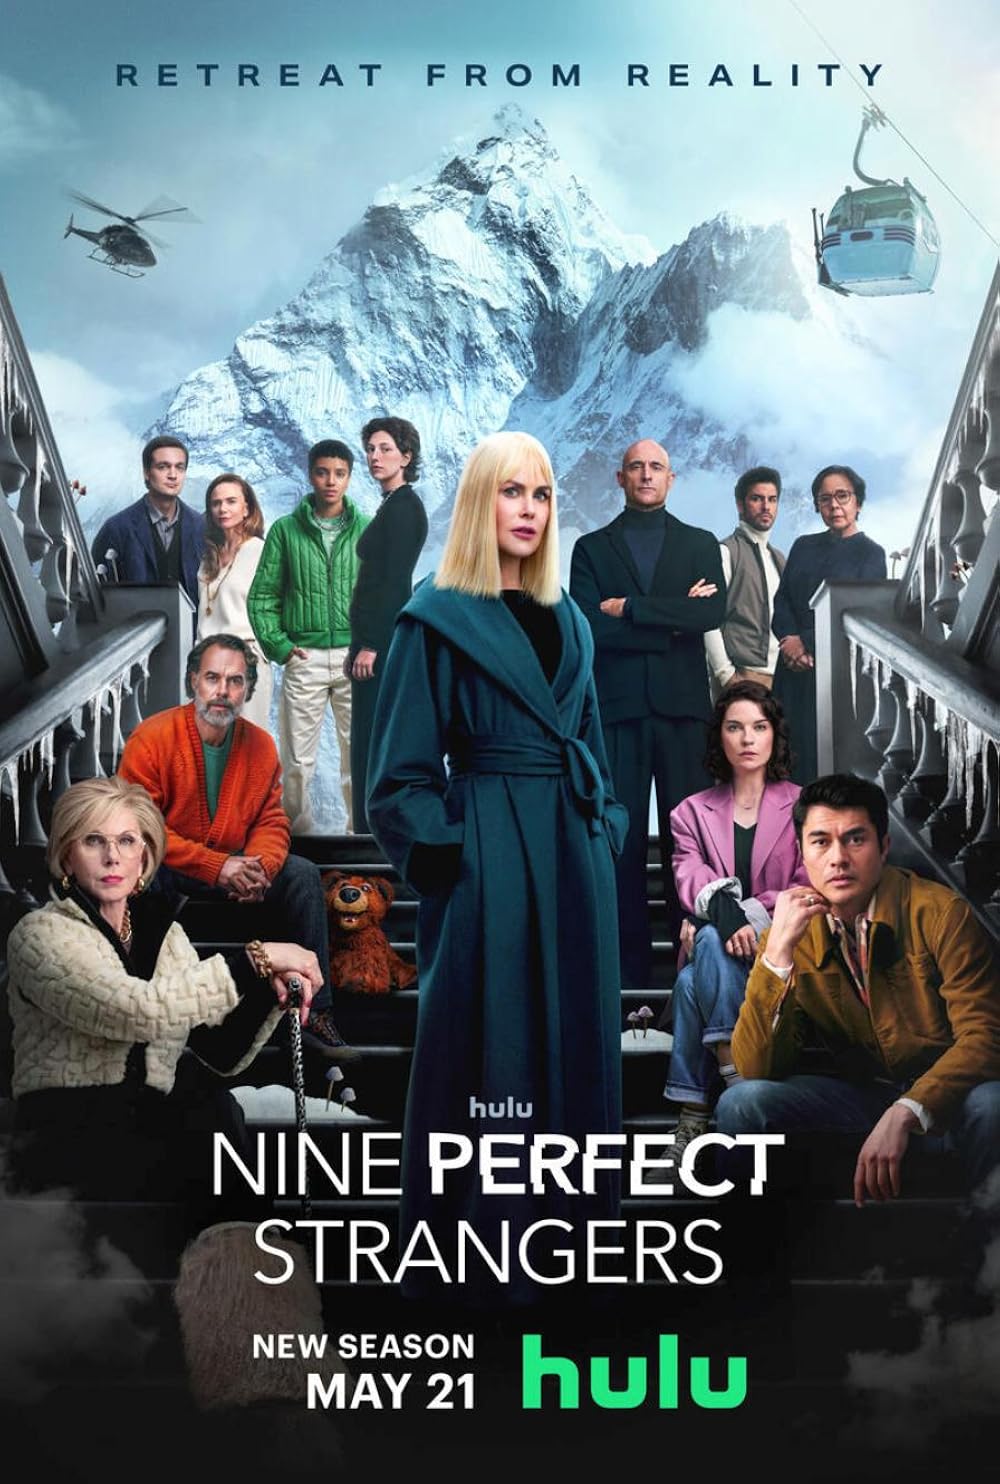 RETREAT FROM REALITY
hulu
NINE PERFECT
STRANGERS
NEW SEASON
MAY 21
hulu